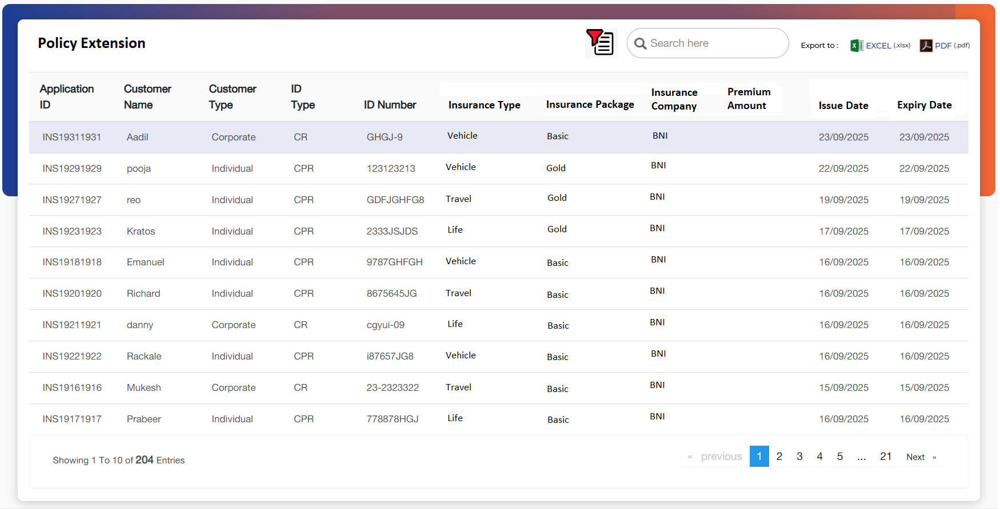 Policy Extension
Search here
Export to : EXCEL (.xlsx) PDF (.pdf)
Application ID Customer Name Customer Type ID Type ID Number Insurance Type Insurance Package Insurance Company Premium Amount Issue Date Expiry Date
INS19311931 Aadil Corporate CR GHGJ-9 Vehicle Basic BNI 23/09/2025 23/09/2025
INS19291929 pooja Individual CPR 123123213 Vehicle Gold BNI 22/09/2025 22/09/2025
INS19271927 reo Individual CPR GDFJGHFG8 Travel Gold BNI 19/09/2025 19/09/2025
INS19231923 Kratos Individual CPR 2333JSJDS Life Gold BNI 17/09/2025 17/09/2025
INS19181918 Emanuel Individual CPR 9787GHFGH Vehicle Basic BNI 16/09/2025 16/09/2025
INS19201920 Richard Individual CPR 8675645JG Travel Basic BNI 16/09/2025 16/09/2025
INS19211921 danny Corporate CR cgyui-09 Life Basic BNI 16/09/2025 16/09/2025
INS19221922 Rackale Individual CPR i87657JG8 Vehicle Basic BNI 16/09/2025 16/09/2025
INS19161916 Mukesh Corporate CR 23-2323322 Travel Basic BNI 15/09/2025 15/09/2025
INS19171917 Prabeer Individual CPR 778878HGJ Life Basic BNI 16/09/2025 16/09/2025
Showing 1 To 10 of 204 Entries
« previous 1 2 3 4 5 ... 21 Next »